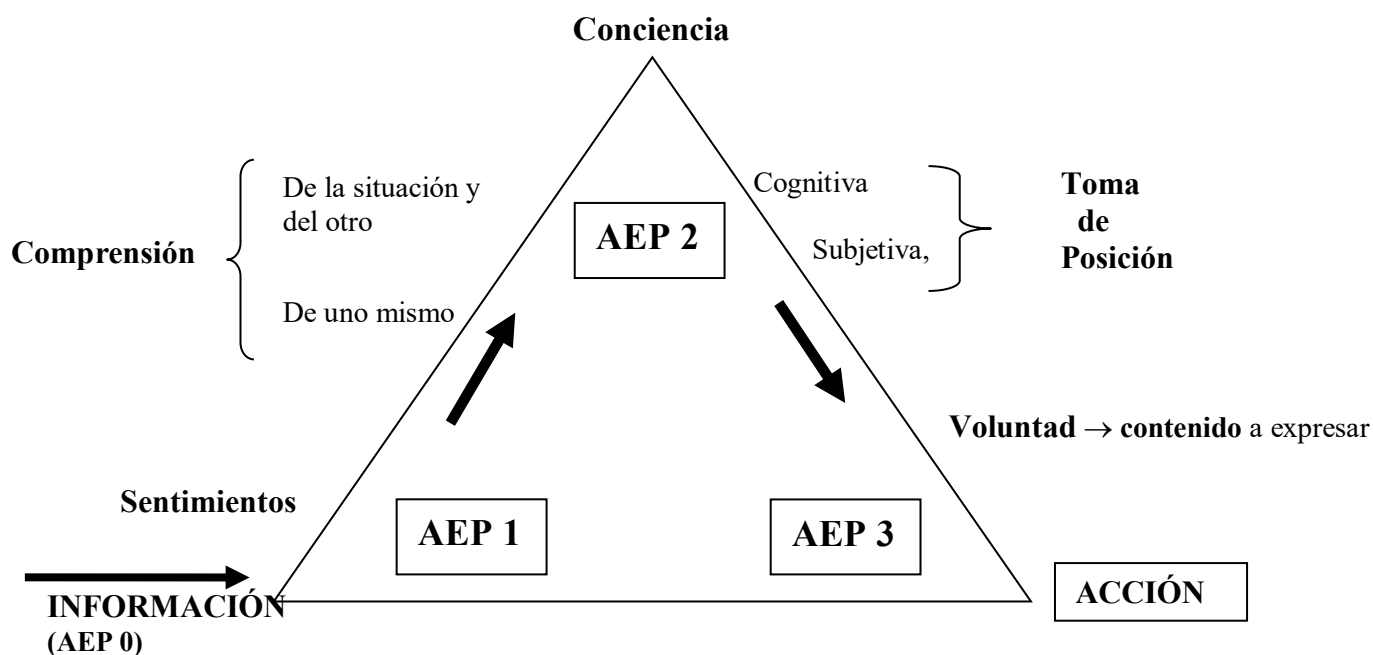 Conciencia
De la situación y
del otro
Comprensión
De uno mismo
Cognitiva
Subjetiva,
AEP 2
Toma
de
Posición
Voluntad → contenido a expresar
Sentimientos
AEP 1
AEP 3
ACCIÓN
INFORMACIÓN
(AEP 0)